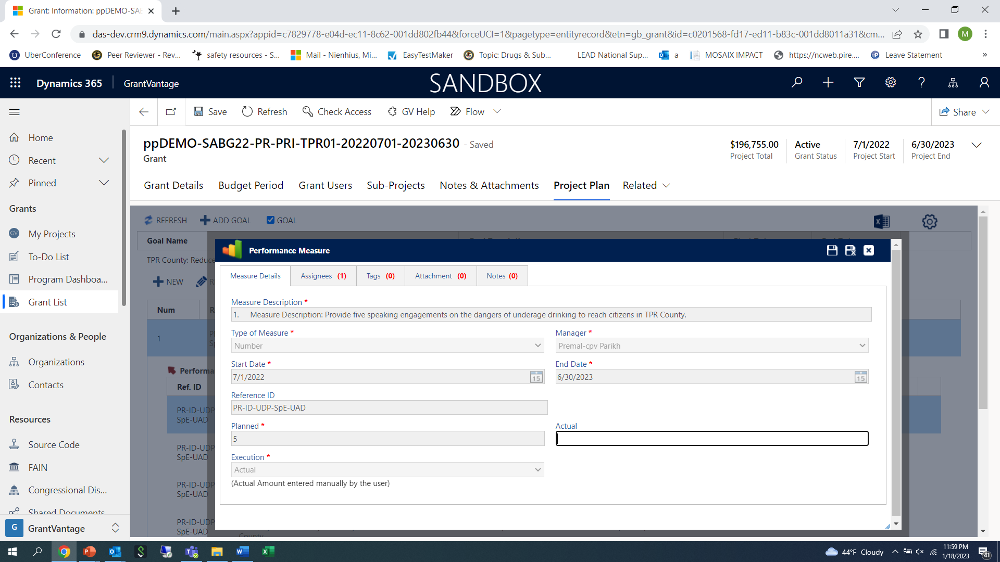 Grant: Information: ppDEMO-SAB
das-dev.crm9.dynamics.com/main.aspx?appid=c7829778-e04d-ec11-8c62-001dd802fb44&forceUCI=1&pagetype=entityrecord&etn=gb_grant&id=c0201568-fd17-ed11-b83c-001dd8011a31&cm...
M
UberConference
Peer Reviewer - Rev...
safety resources - S...
Mail - Nienhius, Mi...
EasyTestMaker
Topic: Drugs & Sub...
LEAD National Sup...
a
MOSAIX IMPACT
https://ncweb.pire....
Leave Statement
»
Dynamics 365
GrantVantage
SANDBOX
Save
Refresh
Check Access
GV Help
Flow
Share
Home
Recent
Pinned
Grants
My Projects
To-Do List
Program Dashboa...
Grant List
Organizations & People
Organizations
Contacts
Resources
Source Code
FAIN
Congressional Dis...
Shared Documents
G
GrantVantage
ppDEMO-SABG22-PR-PRI-TPR01-20220701-20230630 - Saved
Grant
$196,755.00
Project Total
Active
Grant Status
7/1/2022
Project Start
6/30/2023
Project End
Grant Details
Budget Period
Grant Users
Sub-Projects
Notes & Attachments
Project Plan
Related
REFRESH
ADD GOAL
GOAL
Goal Name
TPR County: Reduce
NEW
Num
1
Performa
Ref. ID
PR-ID-UDP-
SpE-UAD
PR-ID-UDP-
SpE-UAD
PR-ID-UDP-
SpE-UAD
PR-ID-UDP-
SpE-UAD
County
Performance Measure
Measure Details
Assignees (1)
Tags (0)
Attachment (0)
Notes (0)
Measure Description *
1. Measure Description: Provide five speaking engagements on the dangers of underage drinking to reach citizens in TPR County.
Type of Measure *
Number
Manager *
Premal-cpv Parikh
Start Date *
7/1/2022
15
End Date *
6/30/2023
15
Reference ID
PR-ID-UDP-SpE-UAD
Planned *
5
Actual
Execution *
Actual
(Actual Amount entered manually by the user)
44°F Cloudy
11:59 PM
1/18/2023
41